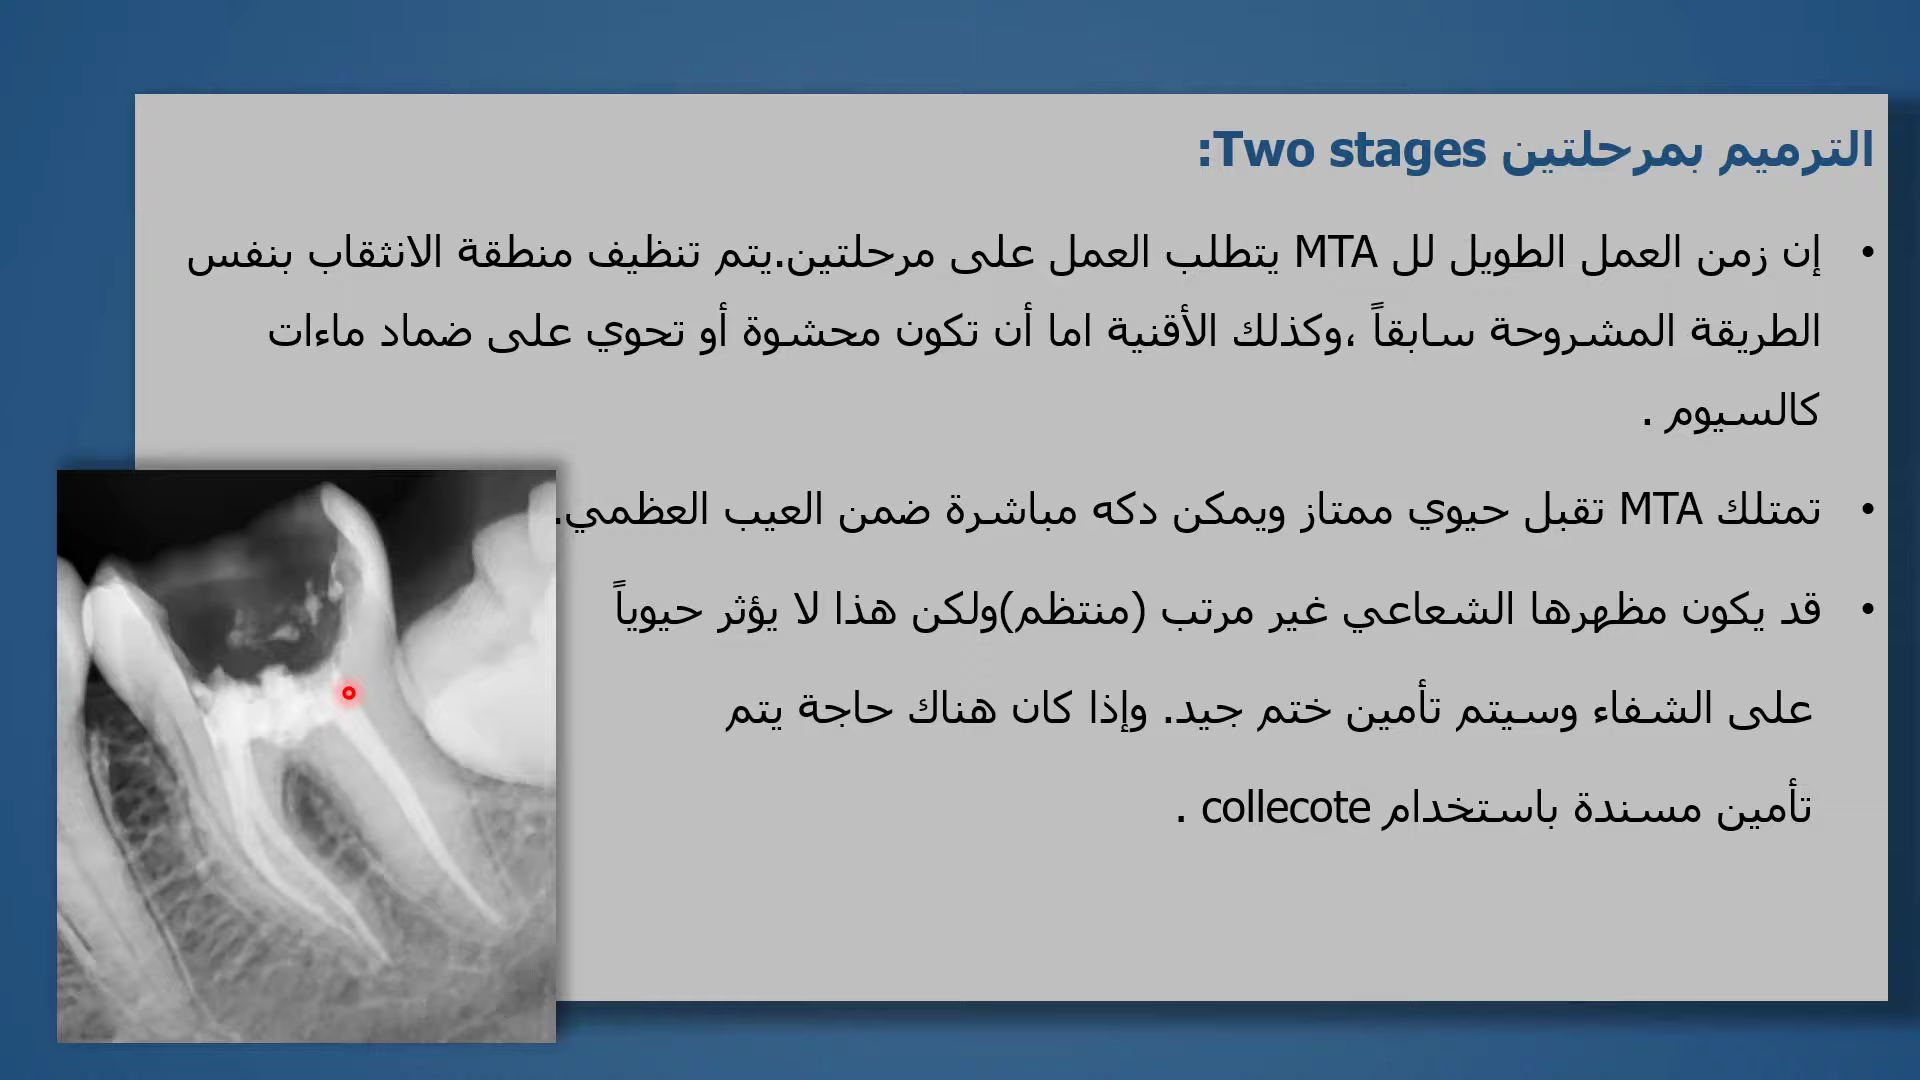 الترميم بمرحلتين Two stages:
• إن زمن العمل الطويل لل MTA يتطلب العمل على مرحلتين.يتم تنظيف منطقة الانثقاب بنفس
الطريقة المشروحة سابقاً ،وكذلك الأقنية اما أن تكون محشوة أو تحوي على ضماد ماءات
كالسيوم .
• تمتلك MTA تقبل حيوي ممتاز ويمكن دكه مباشرة ضمن العيب العظمي.
• قد يكون مظهرها الشعاعي غير مرتب (منتظم)ولكن هذا لا يؤثر حيوياً
على الشفاء وسيتم تأمين ختم جيد. وإذا كان هناك حاجة يتم
تأمين مسندة باستخدام collecote .